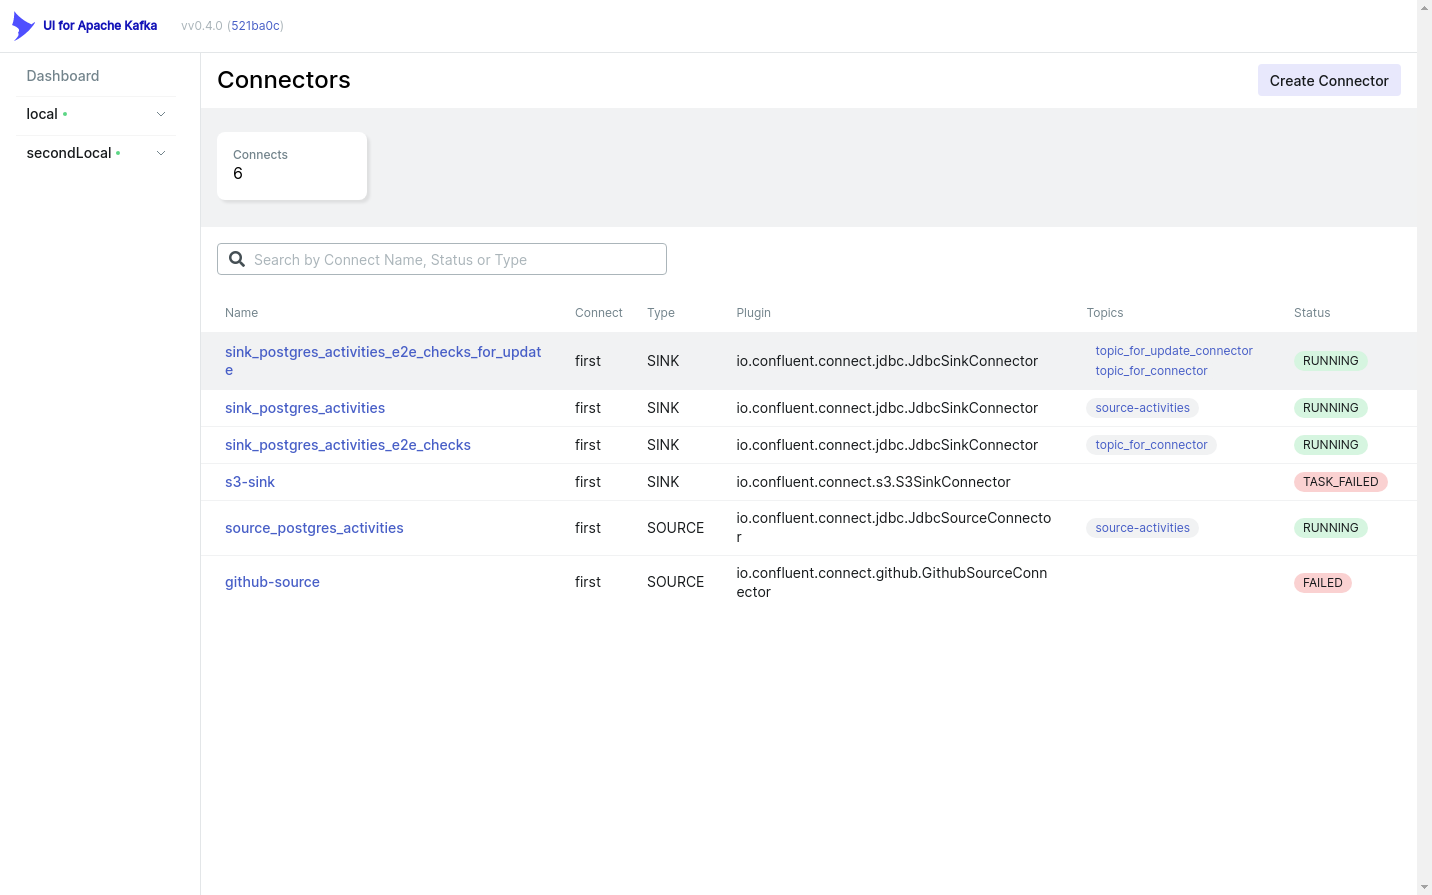 UI for Apache Kafka
vv0.4.0 (521ba0c)
Dashboard
local
secondLocal
Connectors
Create Connector
Connects
6
Search by Connect Name, Status or Type
Name Connect Type Plugin Topics Status
sink_postgres_activities_e2e_checks_for_updat
e
first SINK io.confluent.connect.jdbc.JdbcSinkConnector
topic_for_update_connector
topic_for_connector
RUNNING
sink_postgres_activities first SINK io.confluent.connect.jdbc.JdbcSinkConnector source-activities RUNNING
sink_postgres_activities_e2e_checks first SINK io.confluent.connect.jdbc.JdbcSinkConnector topic_for_connector RUNNING
s3-sink first SINK io.confluent.connect.s3.S3SinkConnector TASK_FAILED
source_postgres_activities first SOURCE
io.confluent.connect.jdbc.JdbcSourceConnecto
r
source-activities RUNNING
github-source first SOURCE
io.confluent.connect.github.GithubSourceConn
ector
FAILED